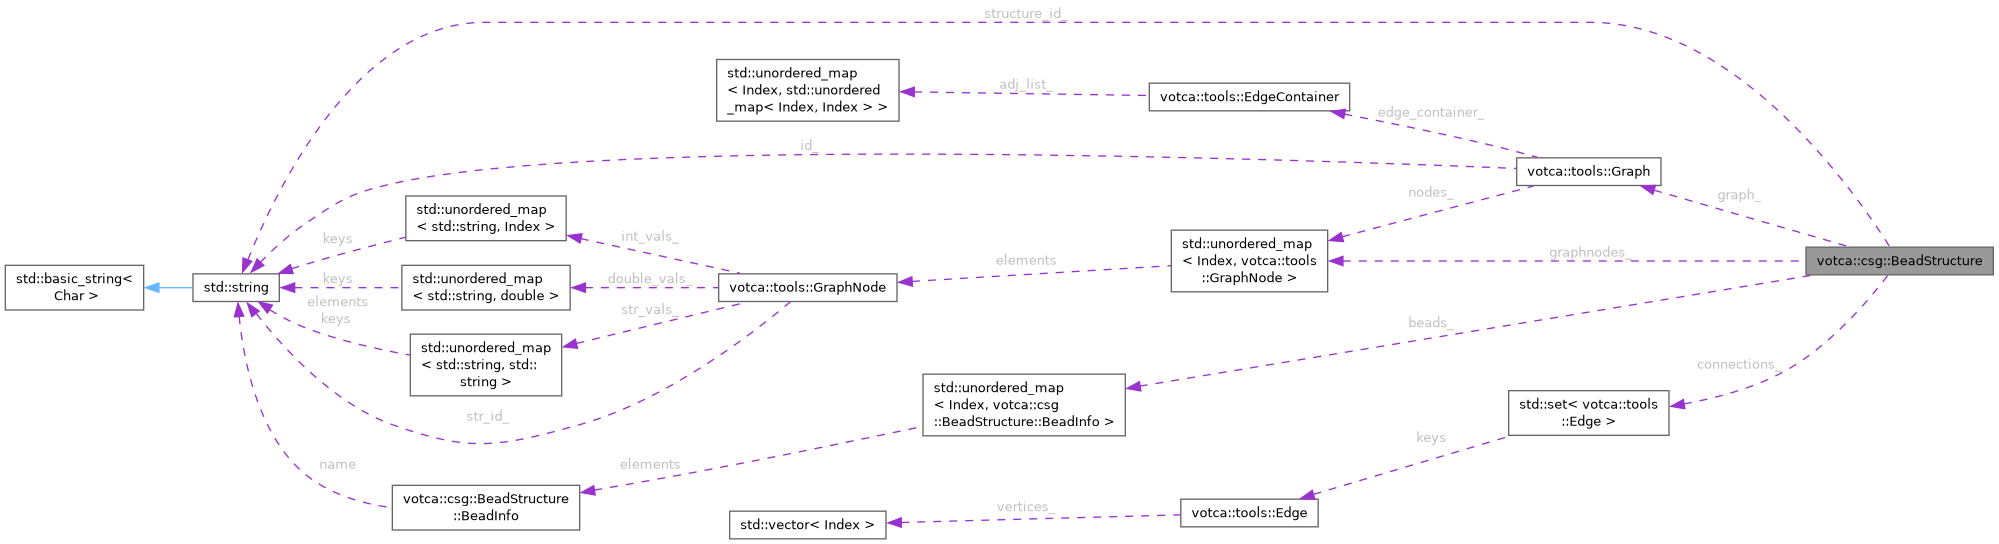 structure_id_
std::unordered_map
< Index, std::unordered
_map< Index, Index > >
adj_list_
votca::tools::EdgeContainer
edge_container_
id_
votca::tools::Graph
graph_
nodes_
std::unordered_map
< std::string, Index >
keys
int_vals_
std::unordered_map
< Index, votca::tools
::GraphNode >
graphnodes_
votca::csg::BeadStructure
elements
std::basic_string<
Char >
std::string
keys
std::unordered_map
< std::string, double >
double_vals_
votca::tools::GraphNode
elements
keys
str_vals_
beads_
std::unordered_map
< std::string, std::
string >
connections_
std::unordered_map
< Index, votca::csg
::BeadStructure::BeadInfo >
std::set< votca::tools
::Edge >
str_id_
keys
name
elements
votca::csg::BeadStructure
::BeadInfo
vertices_
std::vector< Index >
votca::tools::Edge